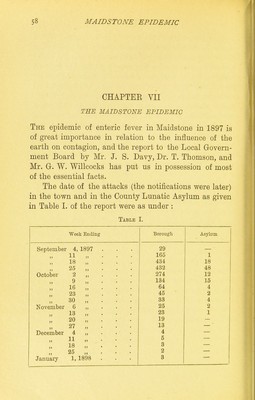 58 MAIDSTONE EPIDEMIC
CHAPTER VII
THE MAIDSTONE EPIDEMIC
THE epidemic of enteric fever in Maidstone in 1897 is
of great importance in relation to the influence of the
earth on contagion, and the report to the Local Govern-
ment Board by Mr. J. S. Davy, Dr. T. Thomson, and
Mr. G. W. Willcocks has put us in possession of most
of the essential facts.
The date of the attacks (the notifications were later)
in the town and in the County Lunatic Asylum as given
in Table I. of the report were as under :
TABLE I.
Week Ending Borough Asylum
September 4, 1897 . . . 29 —
„ 11 „ . . . 165 1
„ 18 „ . . . 434 18
„ 25 „ . . . 432 48
October 2 „ . . . 274 12
„ 9 „ . . . 134 15
„ 16 „ . . . 64 4
„ 23 „ . . . 45 2
„ 30 „ . . . 33 4
November 6 „ . . . 25 2
„ 13 „ . . . 23 1
„ 20 „ . . . 19 —
„ 27 „ . . . 13 —
December 4 „ . . . 4 —
„ 11 „ . . . 5 —
„ 18 „ . . . 3 —
„ 25 „ . . . 2 —
January 1, 1898 . . . 3 —